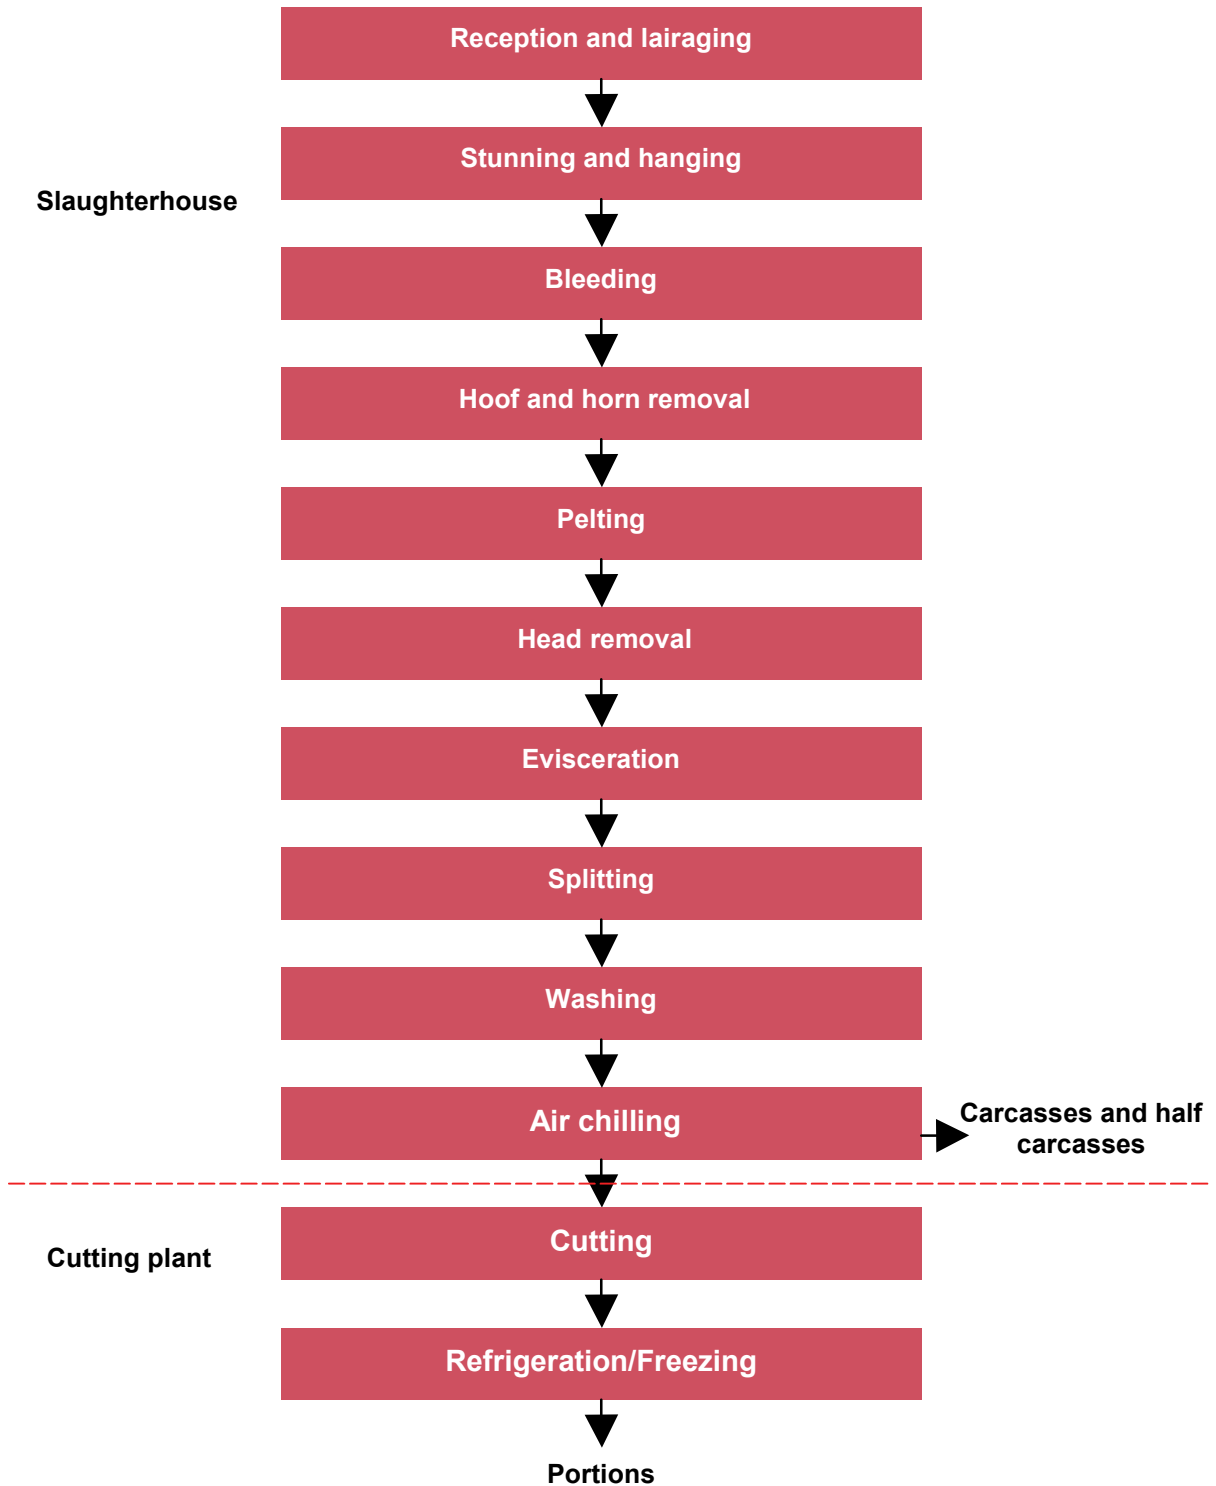 Reception and lairaging
Stunning and hanging
Slaughterhouse
Bleeding
Hoof and horn removal
Pelting
Head removal
Evisceration
Splitting
Washing
Air chilling
Carcasses and half
carcasses
Cutting
Cutting plant
Refrigeration/Freezing
Portions